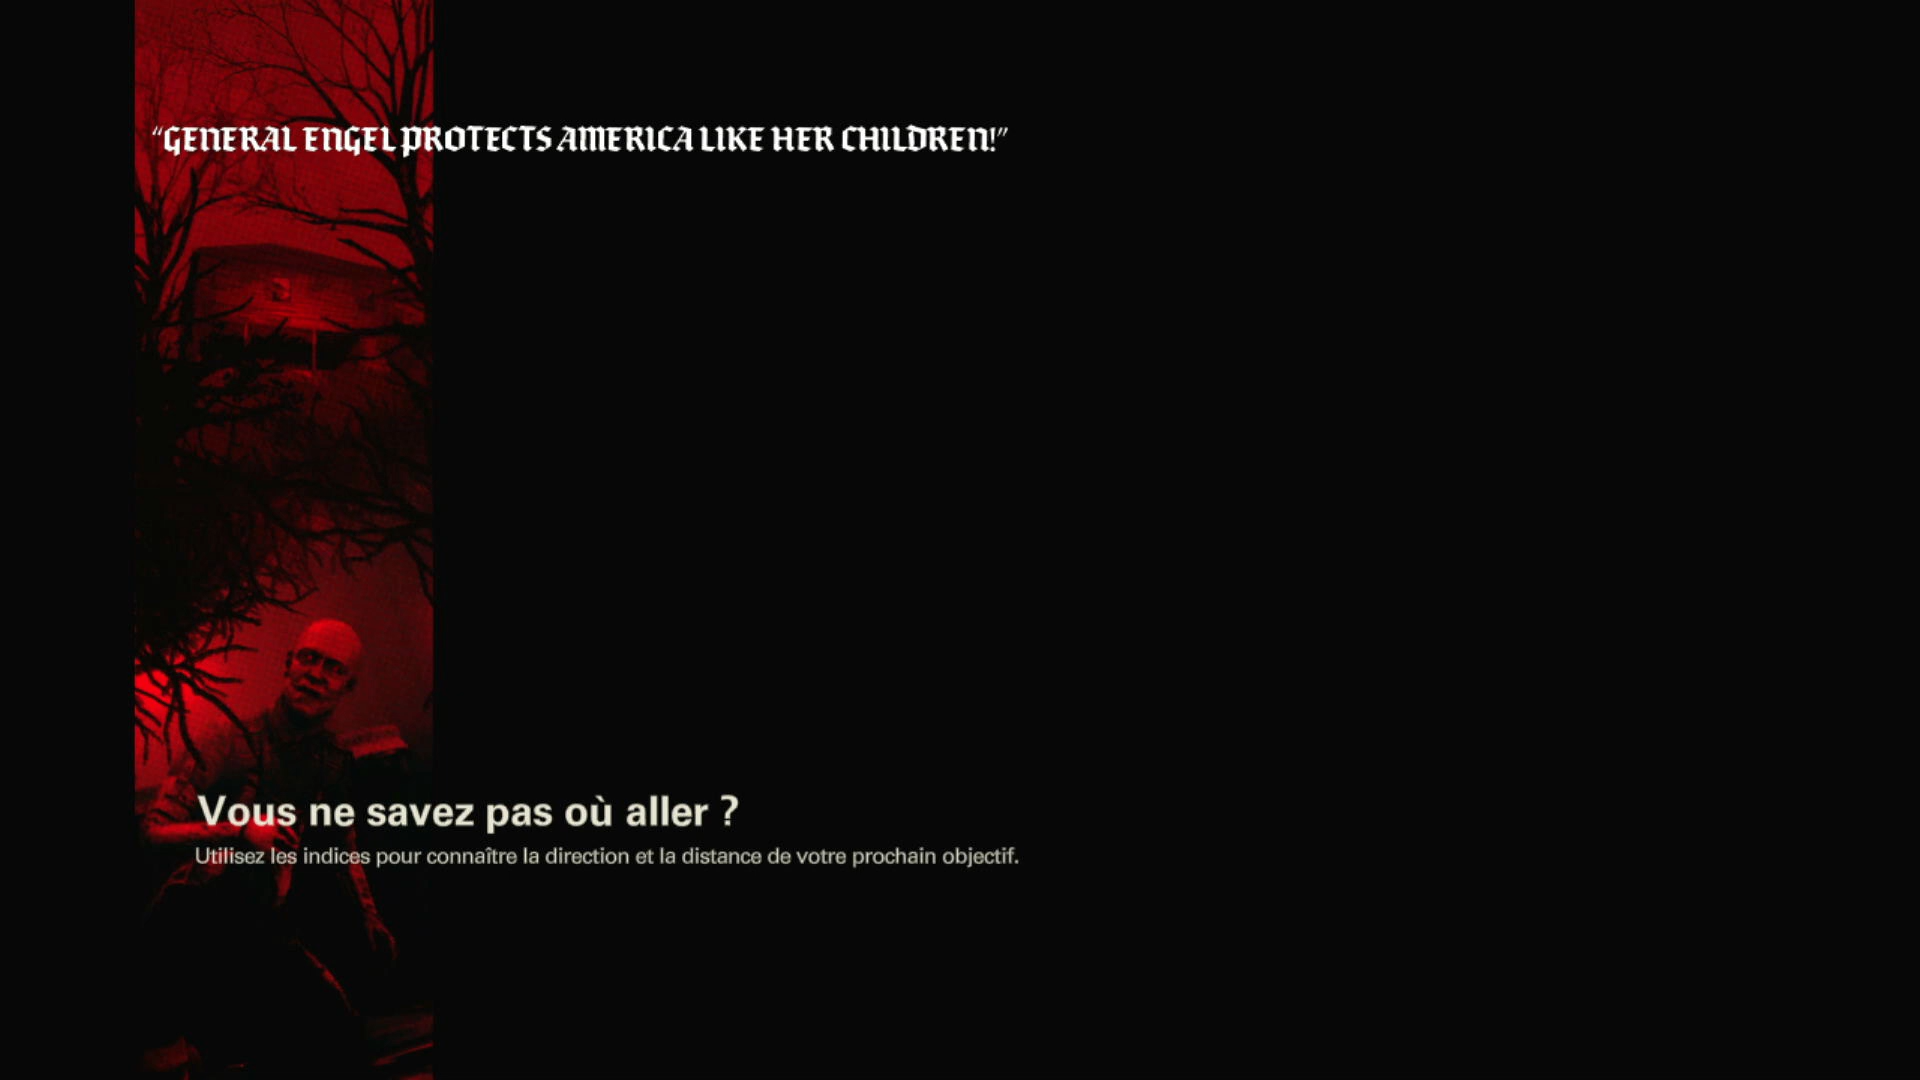 “GENERAL ENGEL PROTECTS AMERICA LIKE HER CHILDREN!”
Vous ne savez pas où aller ?
Utilisez les indices pour connaître la direction et la distance de votre prochain objectif.